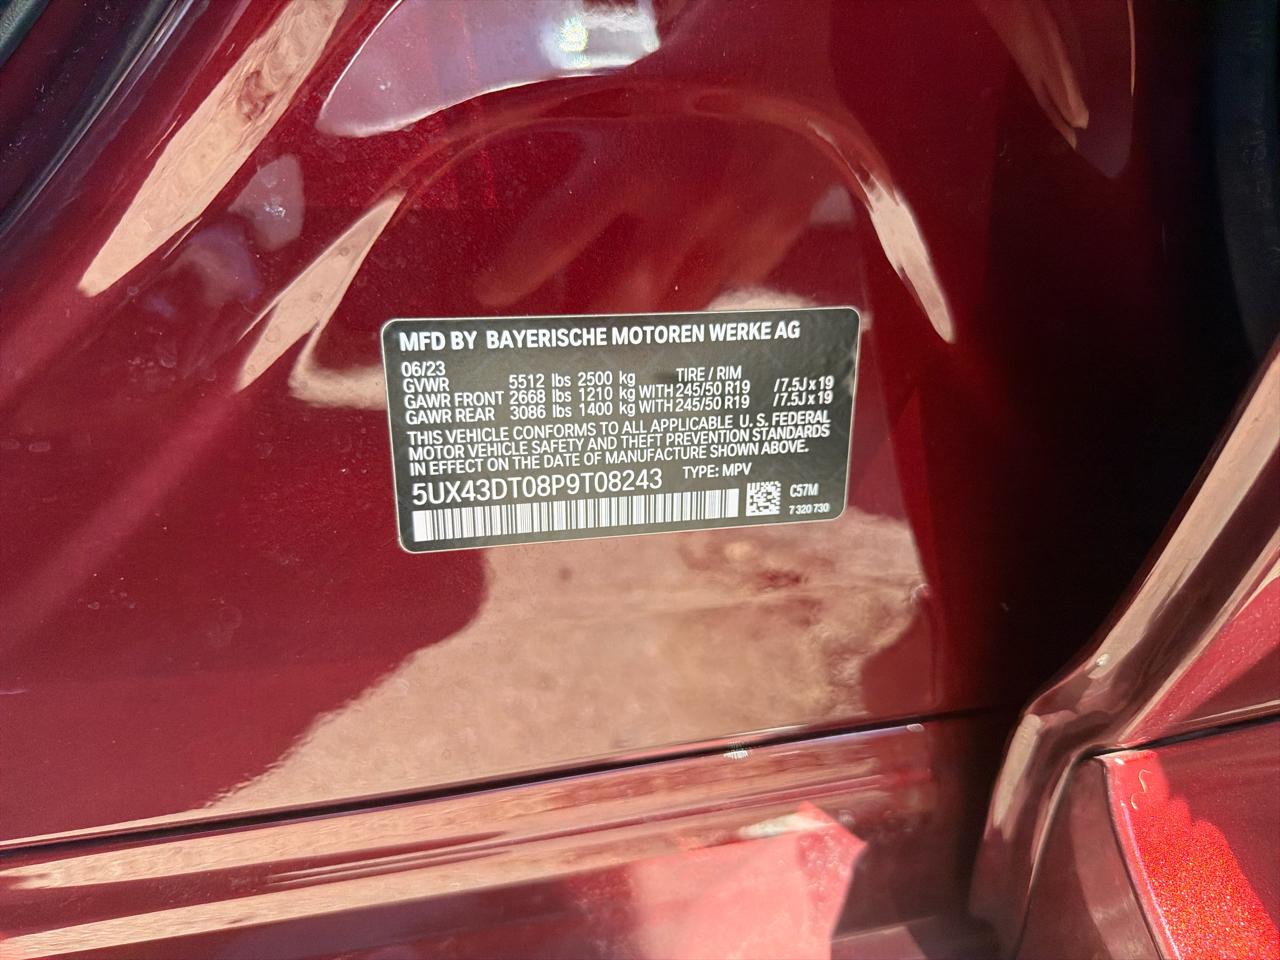 MFD BY BAYERISCHE MOTOREN WERKE AG
06/23
GVWR 5512 lbs 2500 kg TIRE / RIM
GAWR FRONT 2668 lbs 1210 kg WITH 245/50 R19 / 7.5J x 19
GAWR REAR 3086 lbs 1400 kg WITH 245/50 R19 / 7.5J x 19
THIS VEHICLE CONFORMS TO ALL APPLICABLE U.S. FEDERAL
MOTOR VEHICLE SAFETY AND THEFT PREVENTION STANDARDS
IN EFFECT ON THE DATE OF MANUFACTURE SHOWN ABOVE.
5UX43DT08P9T08243 TYPE: MPV
C57M
7 320 730